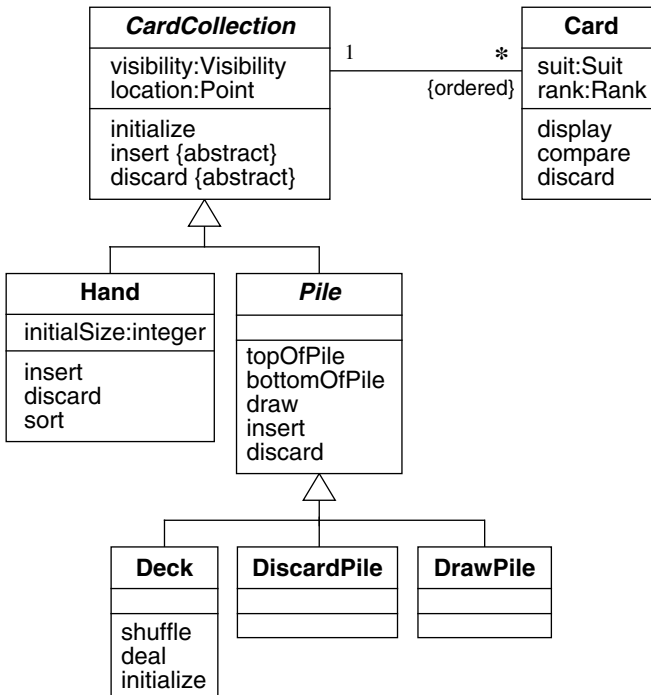 CardCollection
visibility:Visibility
location:Point
initialize
insert {abstract}
discard {abstract}
1
*
{ordered}
Card
suit:Suit
rank:Rank
display
compare
discard
Hand
initialSize:integer
insert
discard
sort
Pile
topOfPile
bottomOfPile
draw
insert
discard
Deck
shuffle
deal
initialize
DiscardPile
DrawPile